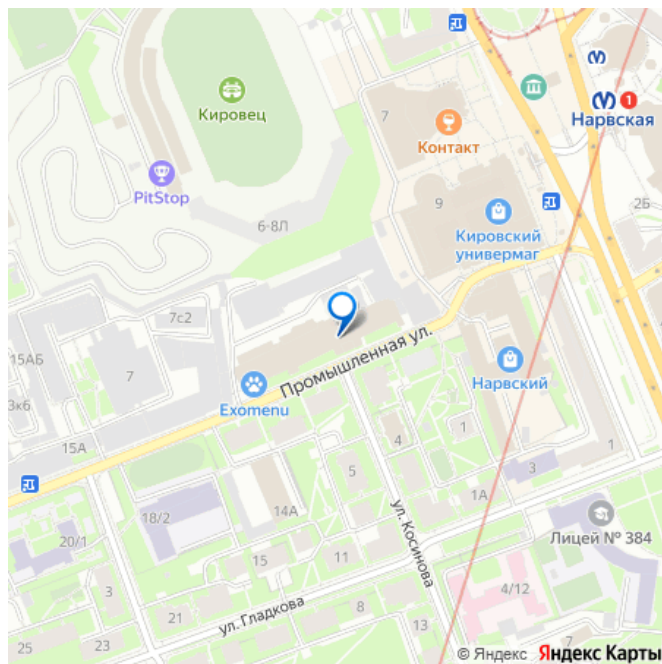 Кировец
7
Контакт
1
Нарвская
PitStop
6-8Л
9
2Б
Кировский
универмаг
7с2
15АБ
7
Промышленная ул.
Нарвский
Exomenu
3к6
15А
4
1
1
5
3
18/2
14А
1А
ул. Косинова
Лицей № 384
20/1
15
11
3
4/12
21
ул. Гладкова
7
25
23
© Яндекс Яндекс Карты